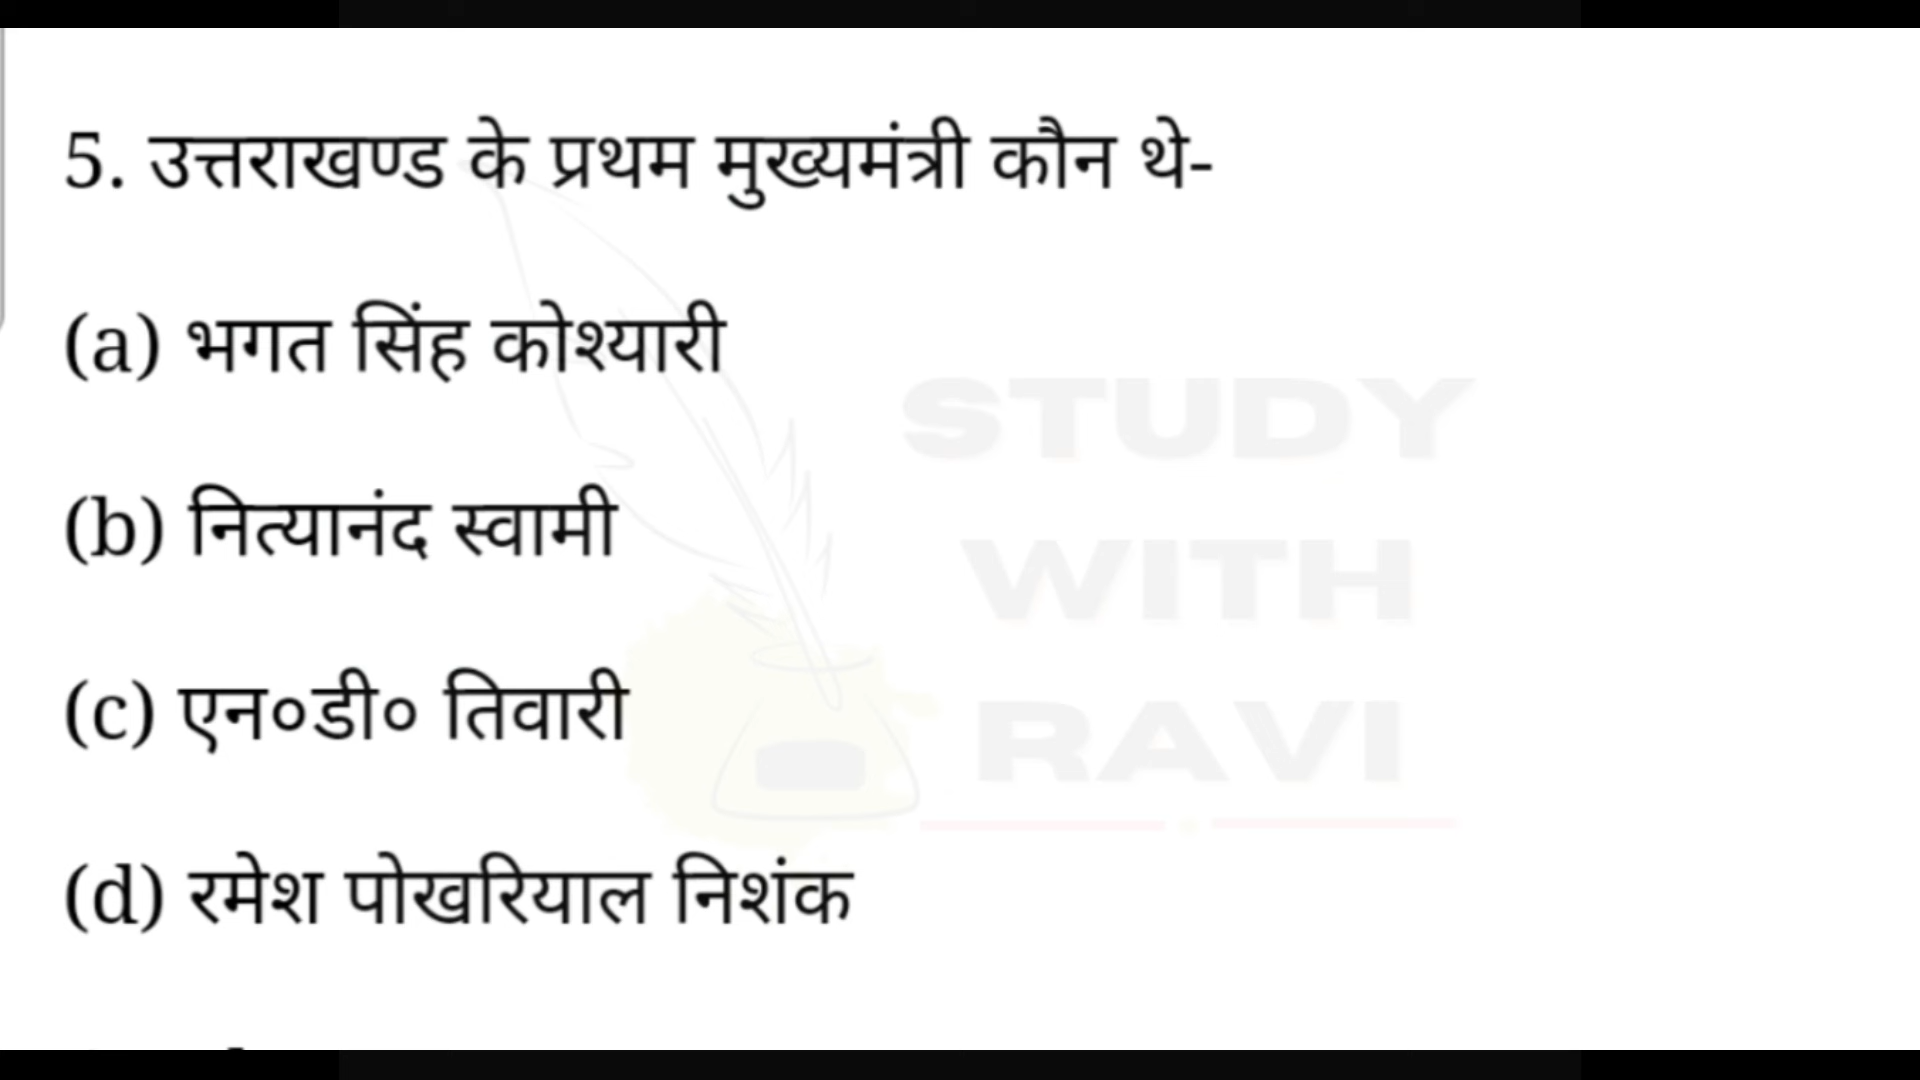 5. उत्तराखण्ड के प्रथम मुख्यमंत्री कौन थे-
(a) भगत सिंह कोश्यारी
(b) नित्यानंद स्वामी
(c) एन०डी० तिवारी
(d) रमेश पोखरियाल निशंक
STUDY
WITH
RAVI